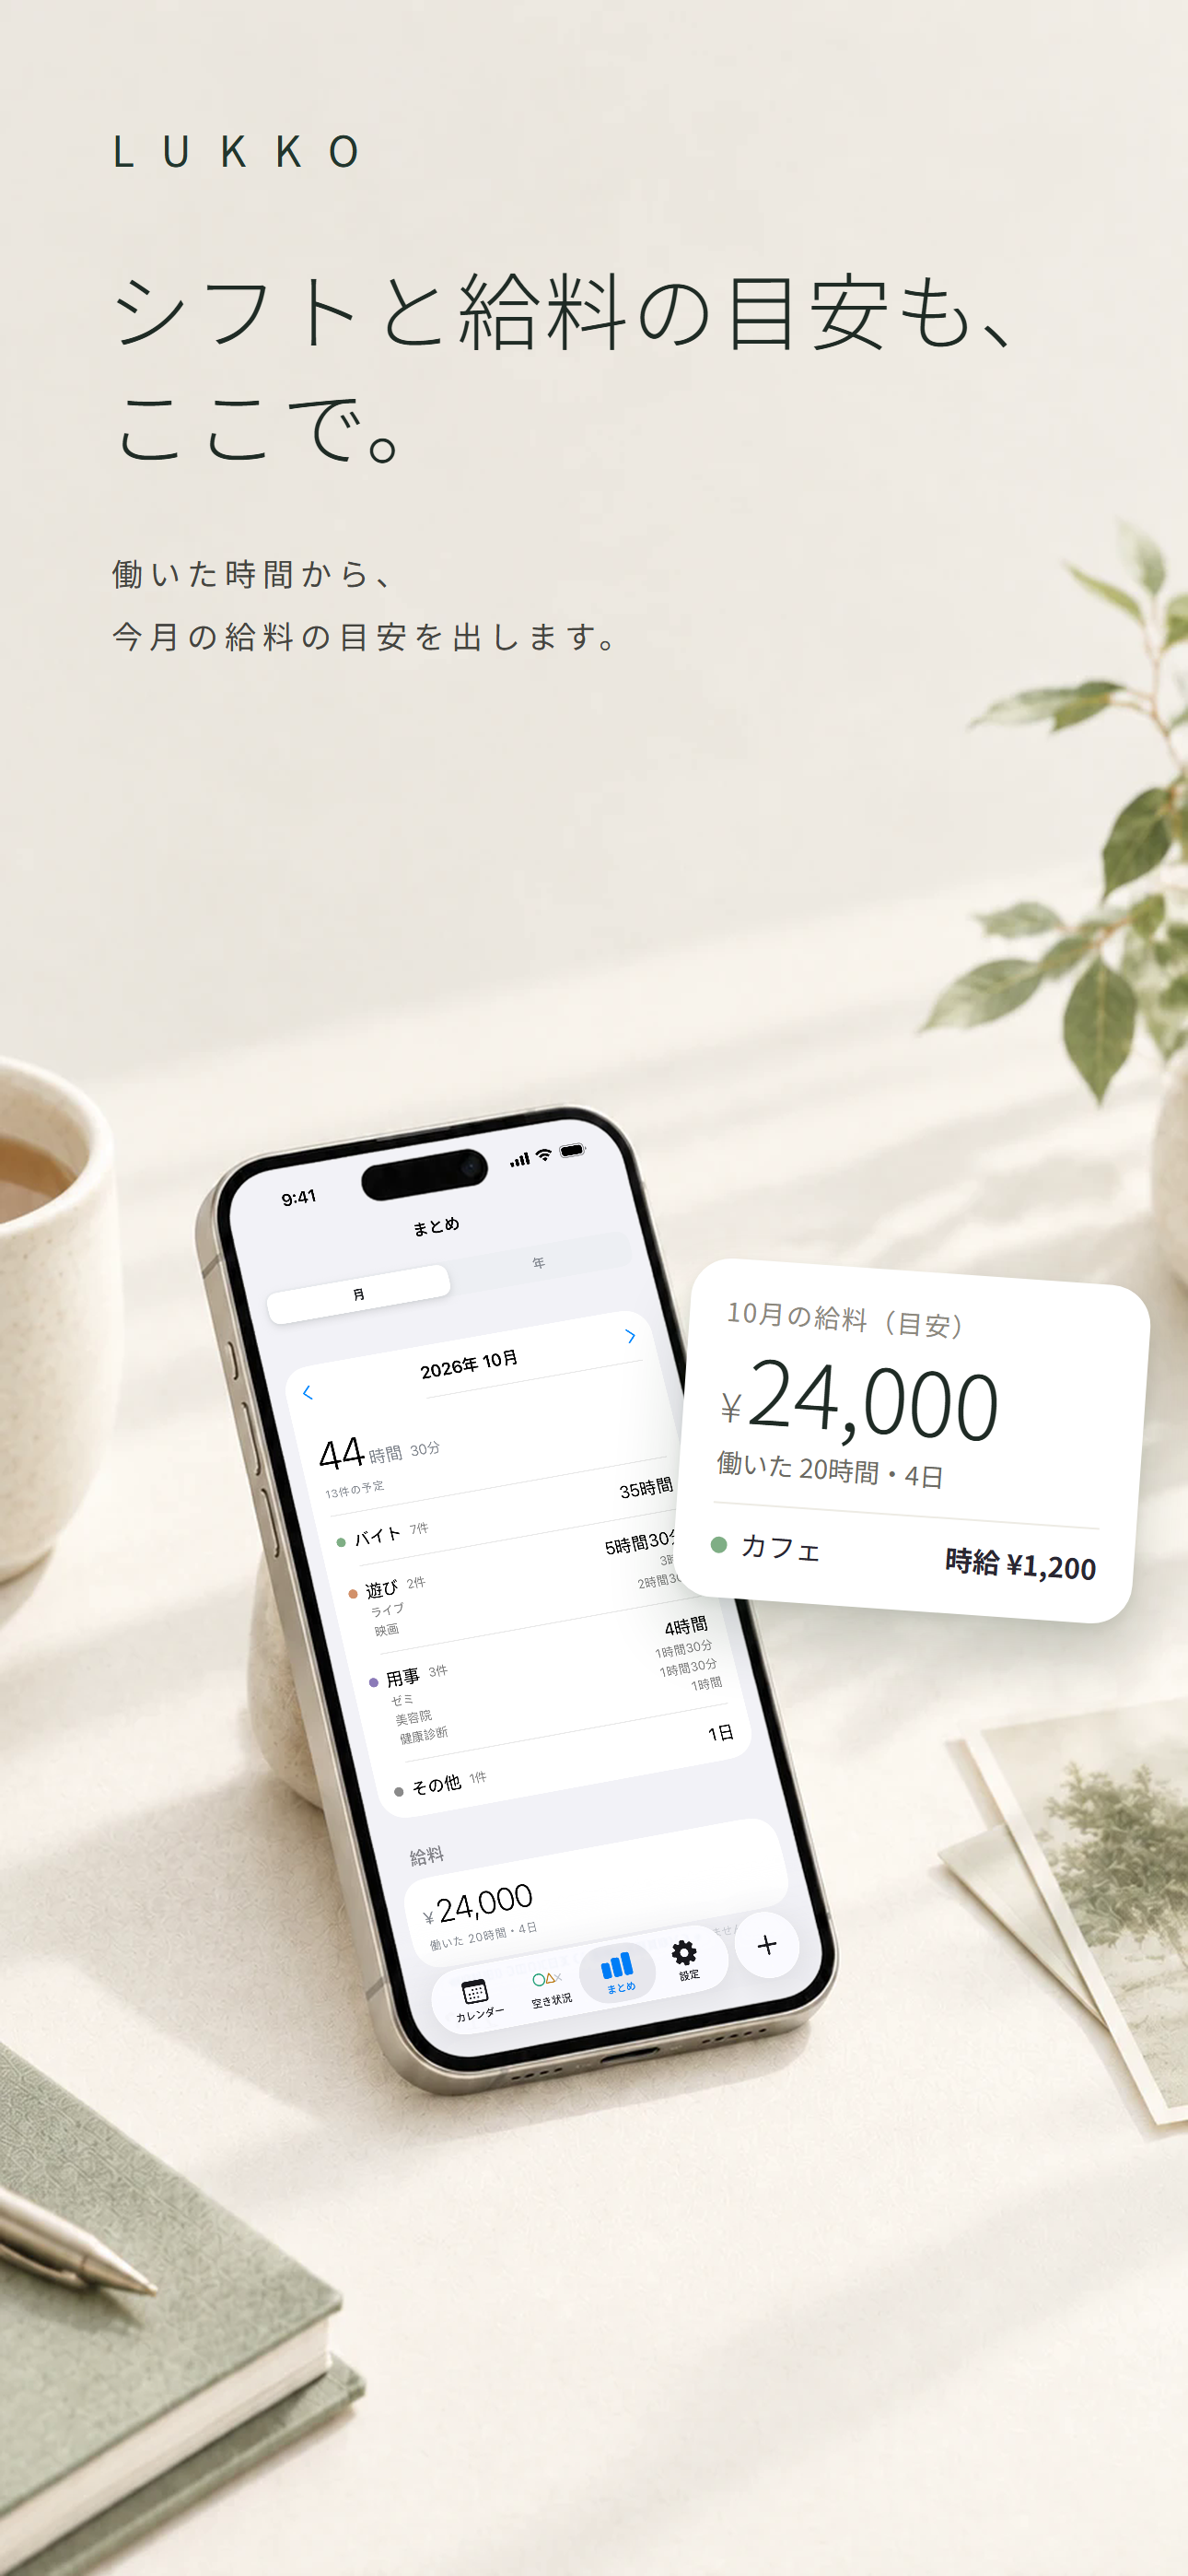 LUKKO
シフトと給料の目安も、
ここで。
働いた時間から、
今月の給料の目安を出します。
9:41
まとめ
月 年
2026年 10月
44時間 30分
13件の予定
バイト 7件 35時間
遊び 2件 5時間30分
ライブ
映画 2時間30
用事 3件 4時間
ゼミ 1時間30分
美容院 1時間30分
健康診断 1時間
その他 1件 1日
給料
¥24,000
働いた 20時間・4日
カレンダー 空き状況 まとめ 設定
10月の給料（目安）
¥24,000
働いた 20時間・4日
カフェ 時給 ¥1,200